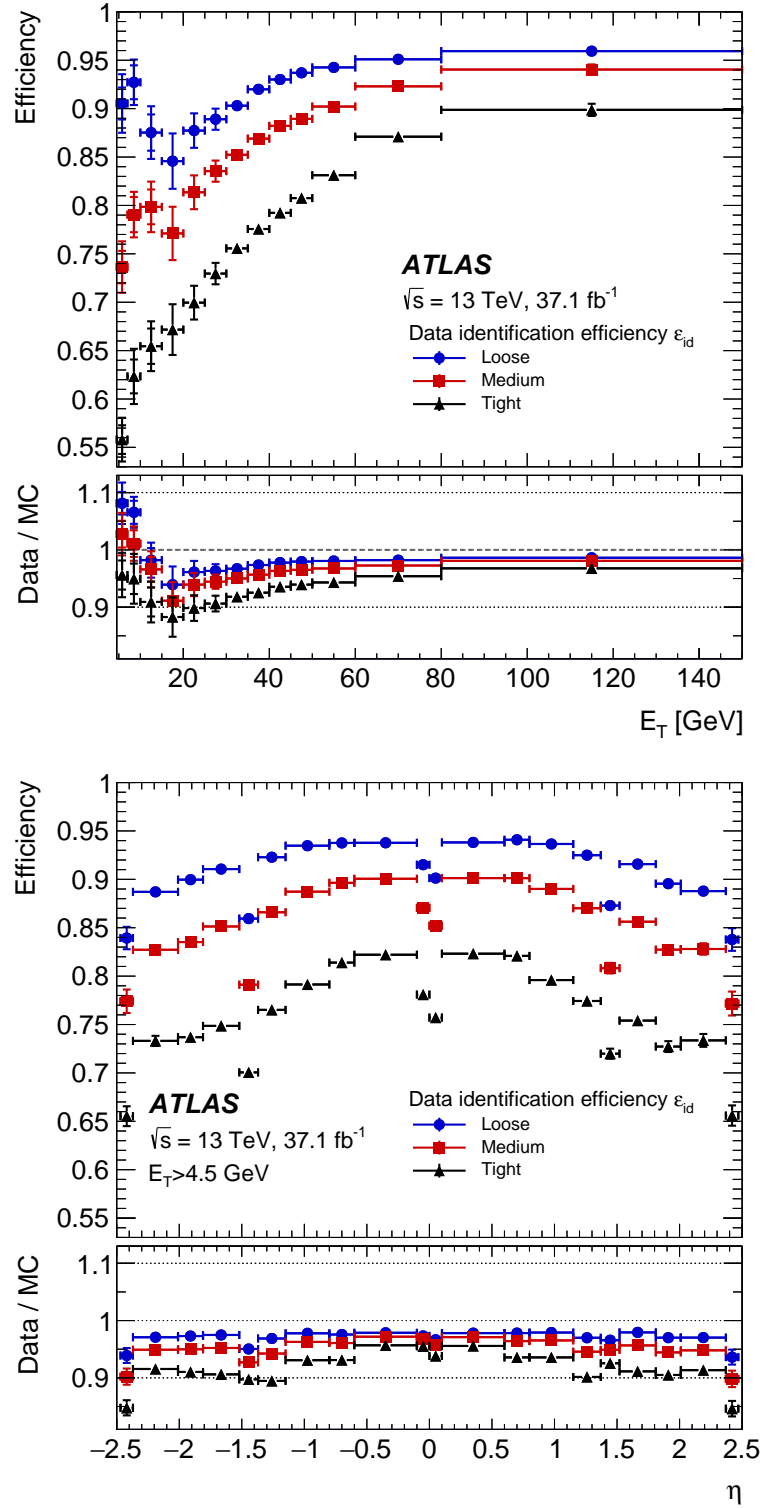 Efficiency
1
0.95
0.9
0.85
0.8
0.75
0.7
0.65
0.6
0.55
ATLAS
√s = 13 TeV, 37.1 fb⁻¹
Data identification efficiency ε_id
Loose
Medium
Tight
Data / MC
1.1
1
0.9
20 40 60 80 100 120 140
E_T [GeV]
Efficiency
1
0.95
0.9
0.85
0.8
0.75
0.7
0.65
0.6
0.55
ATLAS
√s = 13 TeV, 37.1 fb⁻¹
E_T>4.5 GeV
Data identification efficiency ε_id
Loose
Medium
Tight
Data / MC
1.1
1
0.9
−2.5 −2 −1.5 −1 −0.5 0 0.5 1 1.5 2 2.5
η